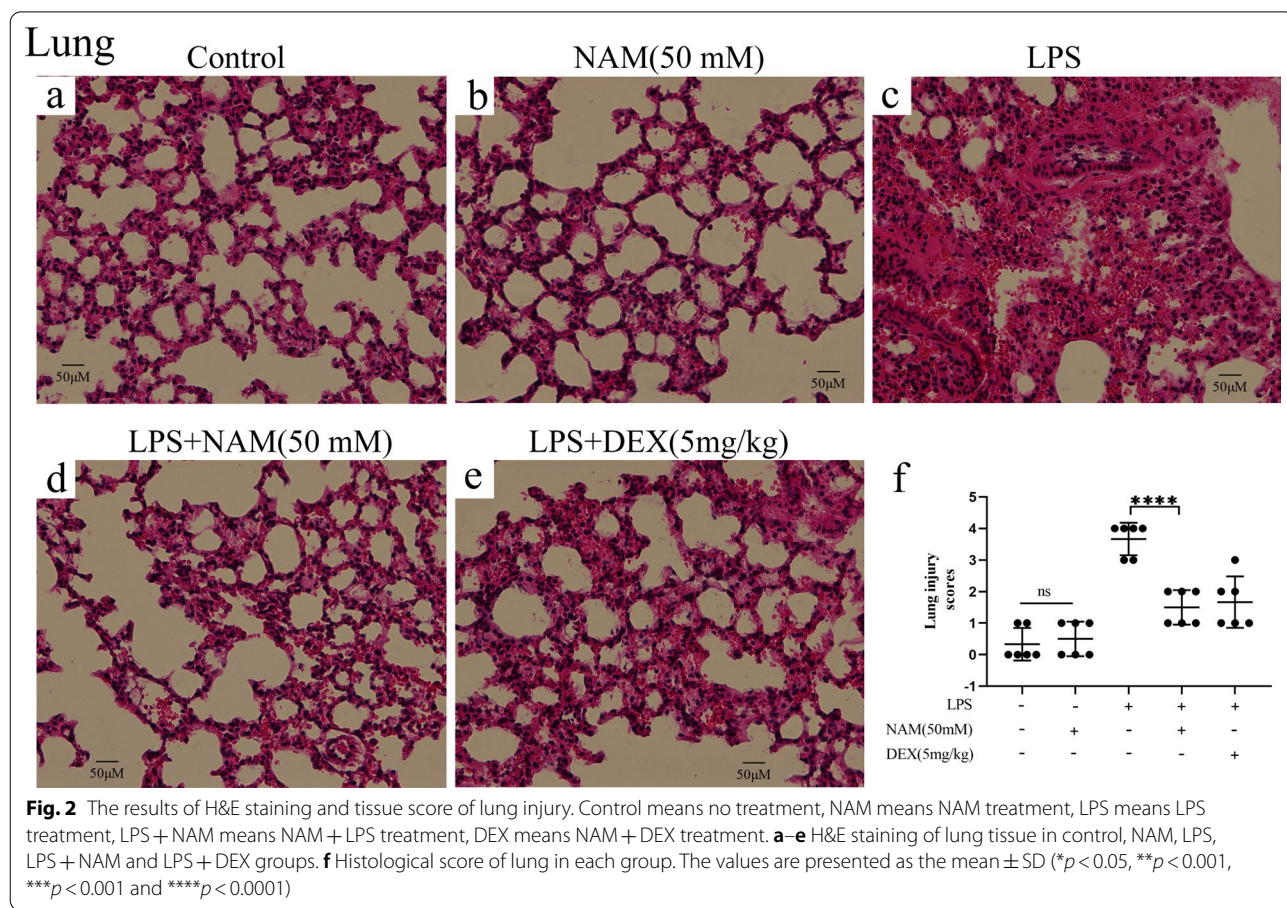 Lung
Control
NAM(50 mM)
LPS
a
b
c
50μM
50μM
50μM
LPS+NAM(50 mM)
LPS+DEX(5mg/kg)
d
e
f
50μM
50μM
****
ns
Lung injury
scores
5
4
3
2
1
0
-1
LPS - - + + +
NAM(50mM) - + - + -
DEX(5mg/kg) - - - - +
Fig. 2 The results of H&E staining and tissue score of lung injury. Control means no treatment, NAM means NAM treatment, LPS means LPS
treatment, LPS + NAM means NAM + LPS treatment, DEX means NAM + DEX treatment. a–e H&E staining of lung tissue in control, NAM, LPS,
LPS + NAM and LPS + DEX groups. f Histological score of lung in each group. The values are presented as the mean ± SD (*p < 0.05, **p < 0.001,
***p < 0.001 and ****p < 0.0001)